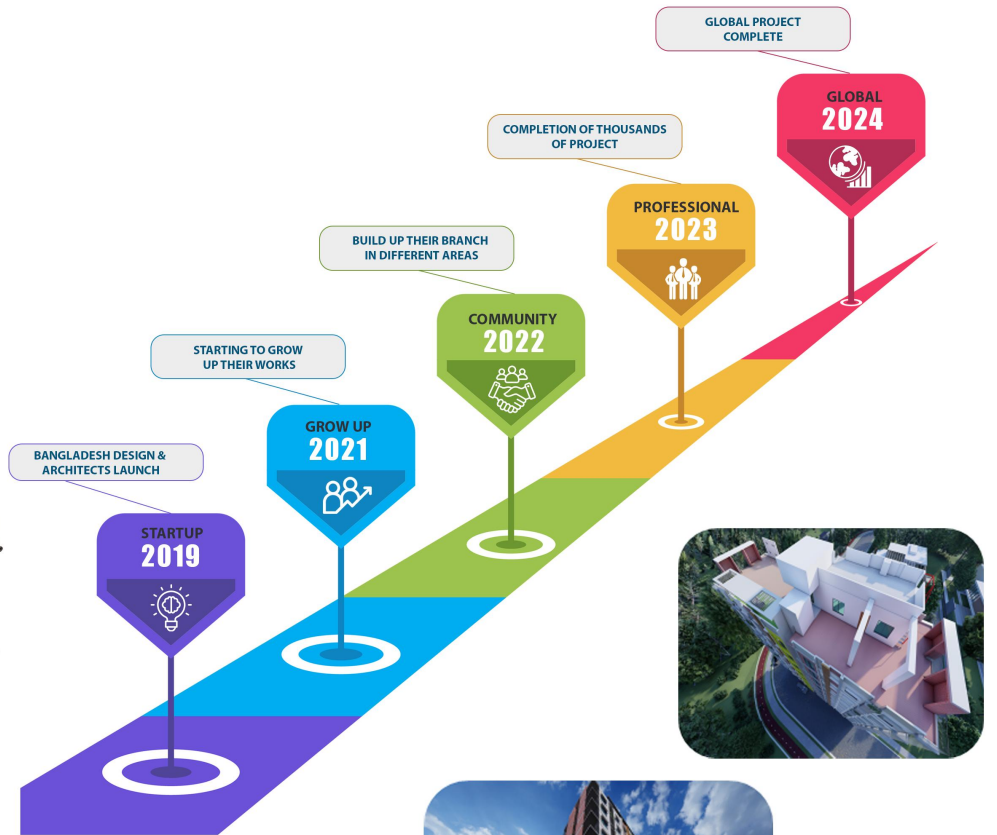 GLOBAL PROJECT
COMPLETE
GLOBAL
2024
COMPLETION OF THOUSANDS
OF PROJECT
PROFESSIONAL
2023
BUILD UP THEIR BRANCH
IN DIFFERENT AREAS
COMMUNITY
2022
STARTING TO GROW
UP THEIR WORKS
GROW UP
2021
BANGLADESH DESIGN &
ARCHITECTS LAUNCH
STARTUP
2019